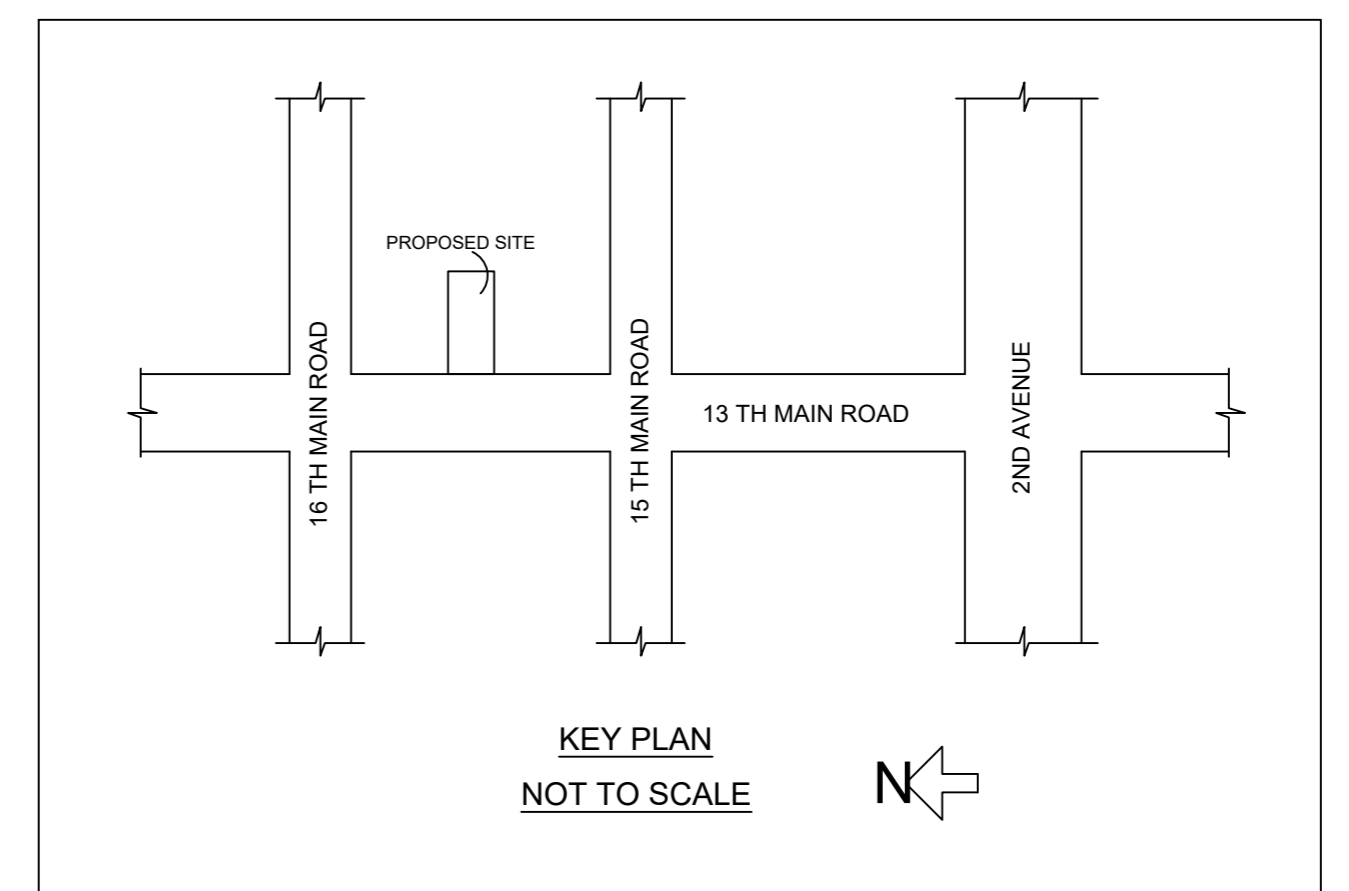 PROPOSED SITE
16 TH MAIN ROAD
15 TH MAIN ROAD
13 TH MAIN ROAD
2ND AVENUE
KEY PLAN
NOT TO SCALE
N